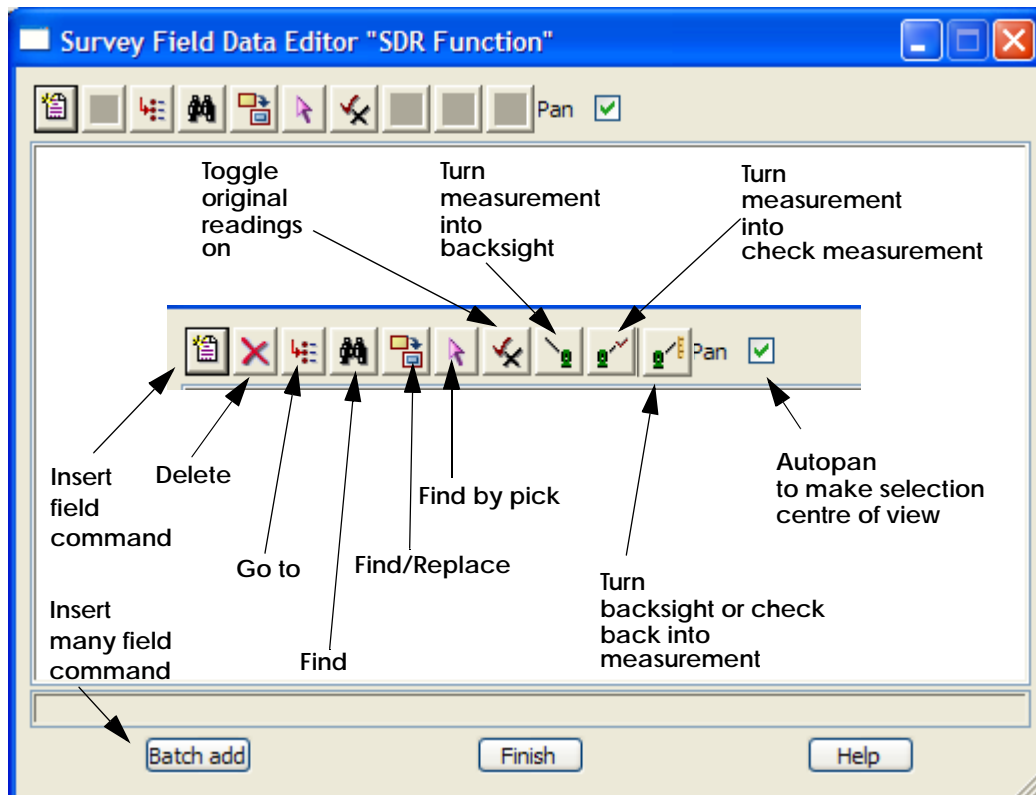 Survey Field Data Editor "SDR Function"
Pan
Toggle
original
readings
on
Turn
measurement
into
backsight
Turn
measurement
into
check measurement
Pan
Insert
field
command
Delete
Go to
Find
Find/Replace
Find by pick
Turn
backsight or check
back into
measurement
Autopan
to make selection
centre of view
Insert
many field
command
Batch add
Finish
Help